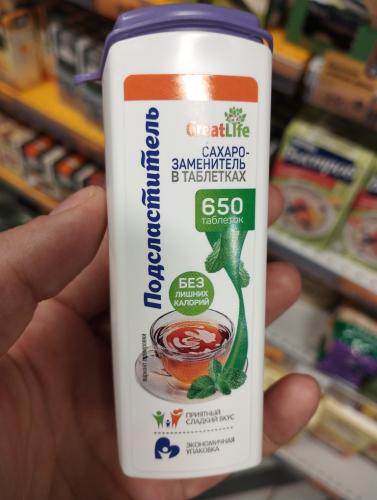 GreatLife
Подсластитель
САХАРО-
ЗАМЕНИТЕЛЬ
В ТАБЛЕТКАХ
650
таблеток
БЕЗ
ЛИШНИХ
КАЛОРИЙ
ПРИЯТНЫЙ
СЛАДКИЙ ВКУС
ЭКОНОМИЧНАЯ
УПАКОВКА